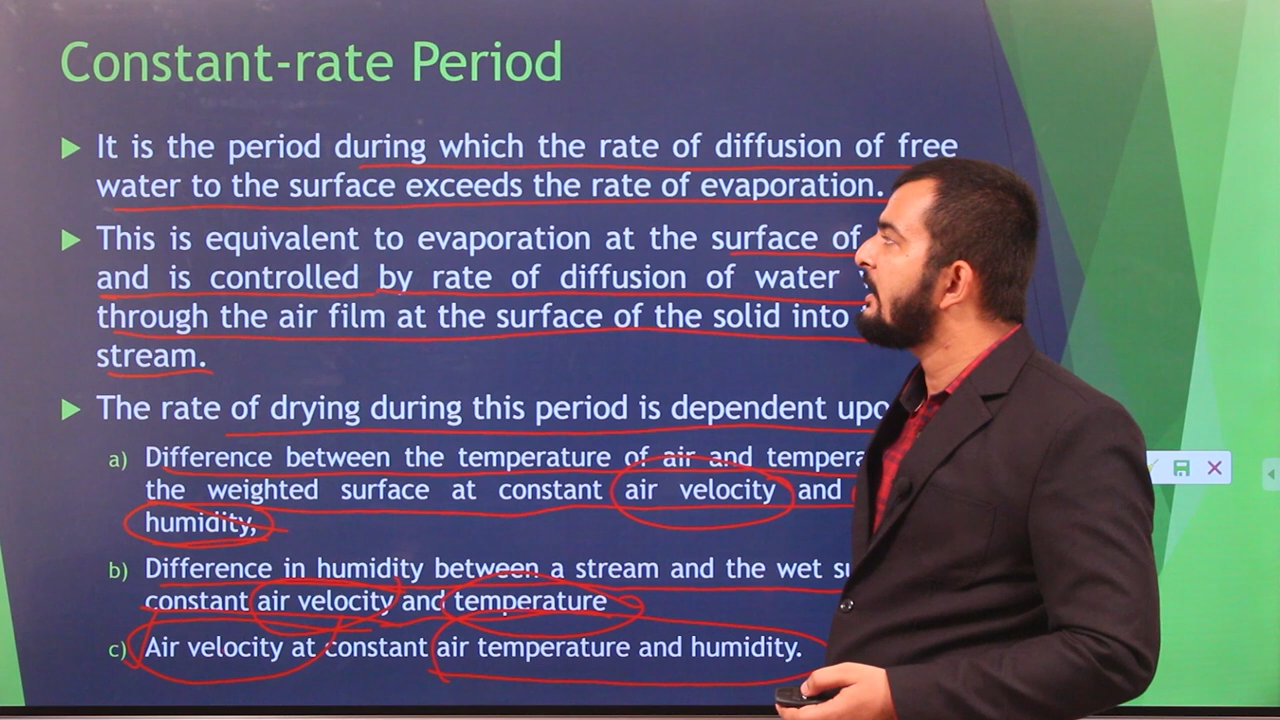 Constant-rate Period
It is the period during which the rate of diffusion of free
water to the surface exceeds the rate of evaporation.
This is equivalent to evaporation at the surface of
and is controlled by rate of diffusion of water
through the air film at the surface of the solid into
stream.
The rate of drying during this period is dependent
a) Difference between the temperature of air and
the weighted surface at constant air velocity and
humidity,
b) Difference in humidity between a stream and the wet
constant air velocity and temperature
c) Air velocity at constant air temperature and humidity.